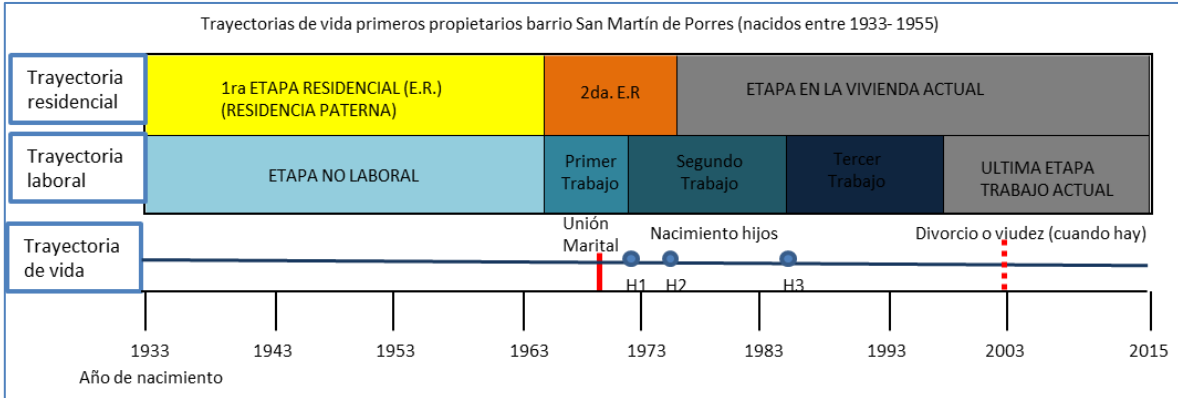 Trayectorias de vida primeros propietarios barrio San Martín de Porres (nacidos entre 1933- 1955)
Trayectoria
residencial
1ra ETAPA RESIDENCIAL (E.R.)
(RESIDENCIA PATERNA)
2da. E.R
ETAPA EN LA VIVIENDA ACTUAL
Trayectoria
laboral
ETAPA NO LABORAL
Primer
Trabajo
Segundo
Trabajo
Tercer
Trabajo
ULTIMA ETAPA
TRABAJO ACTUAL
Trayectoria
de vida
Unión
Marital
Nacimiento hijos
Divorcio o viudez (cuando hay)
H1
H2
H3
1933
1943
1953
1963
1973
1983
1993
2003
2015
Año de nacimiento